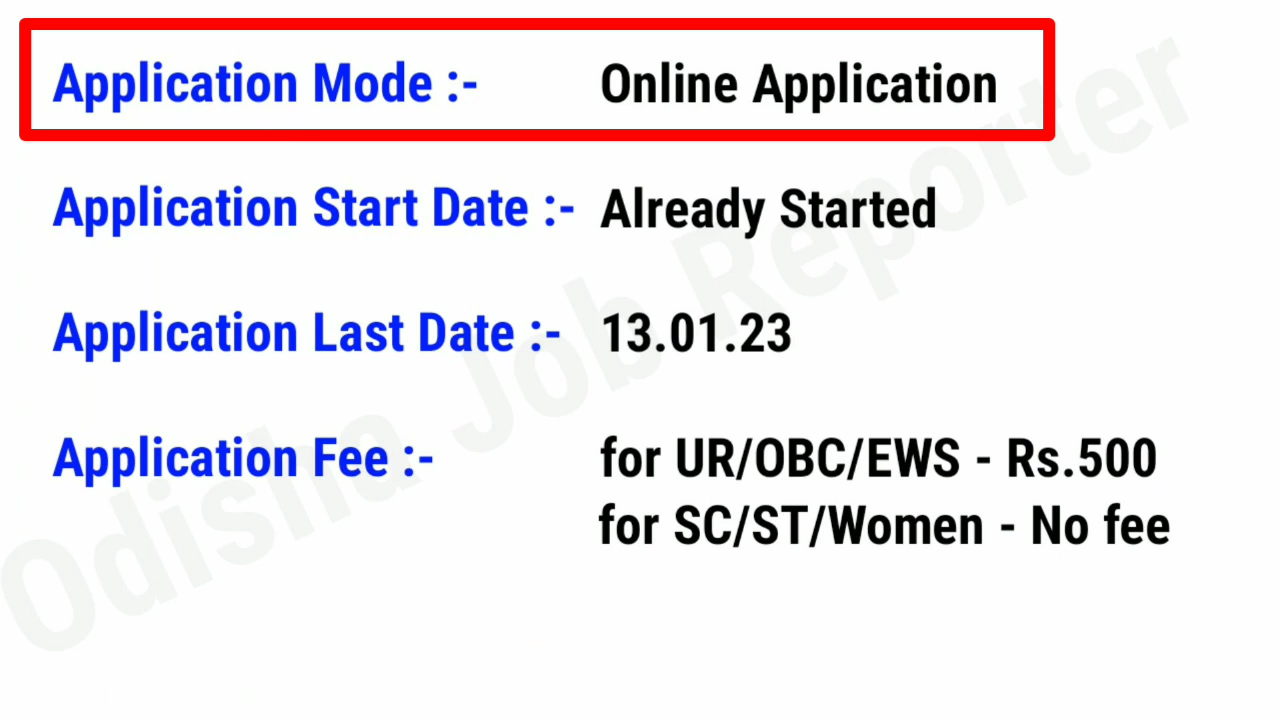 Application Mode :- Online Application
Application Start Date :- Already Started
Application Last Date :- 13.01.23
Application Fee :- for UR/OBC/EWS - Rs.500
for SC/ST/Women - No fee
Odisha Job Reporter